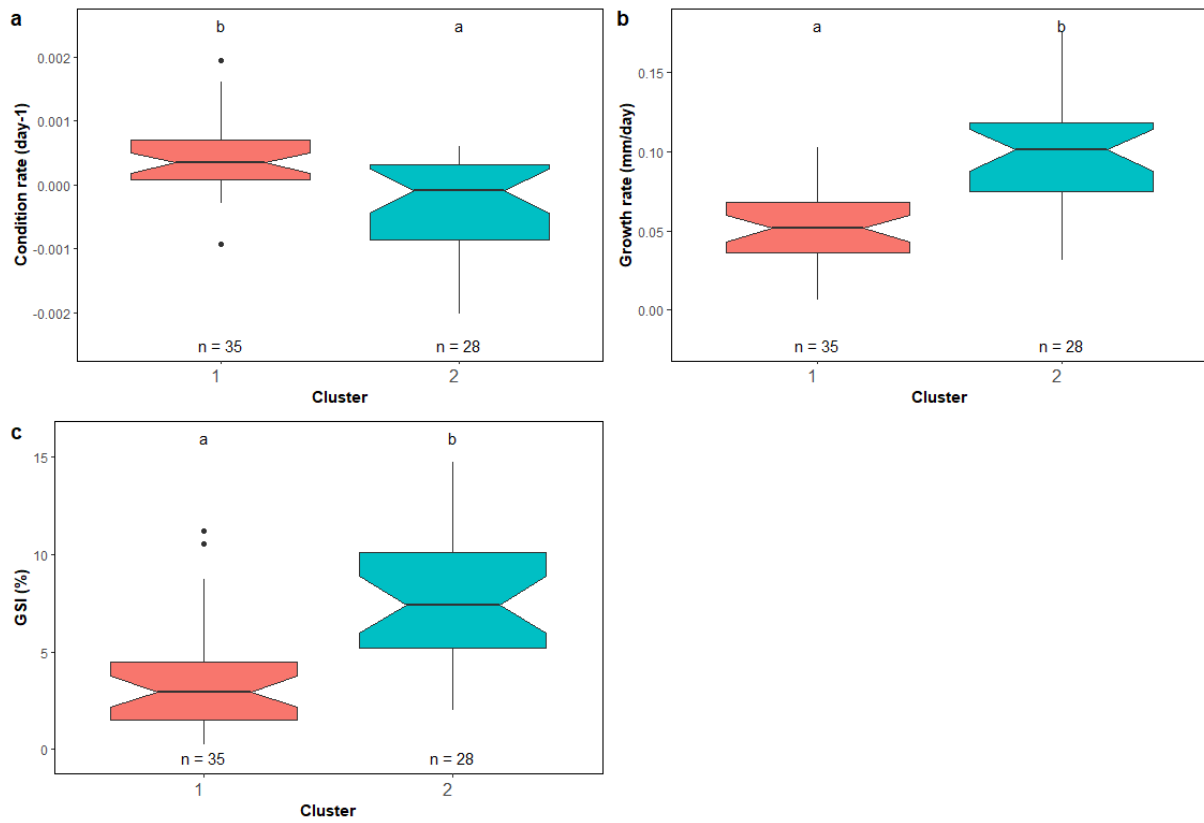 a
b
a
0.002
0.001
0.000
-0.001
-0.002
Condition rate (day-1)
n = 35
n = 28
1
2
Cluster
b
a
b
0.15
0.10
0.05
0.00
Growth rate (mm/day)
n = 35
n = 28
1
2
Cluster
c
a
b
15
10
5
0
GSI (%)
n = 35
n = 28
1
2
Cluster